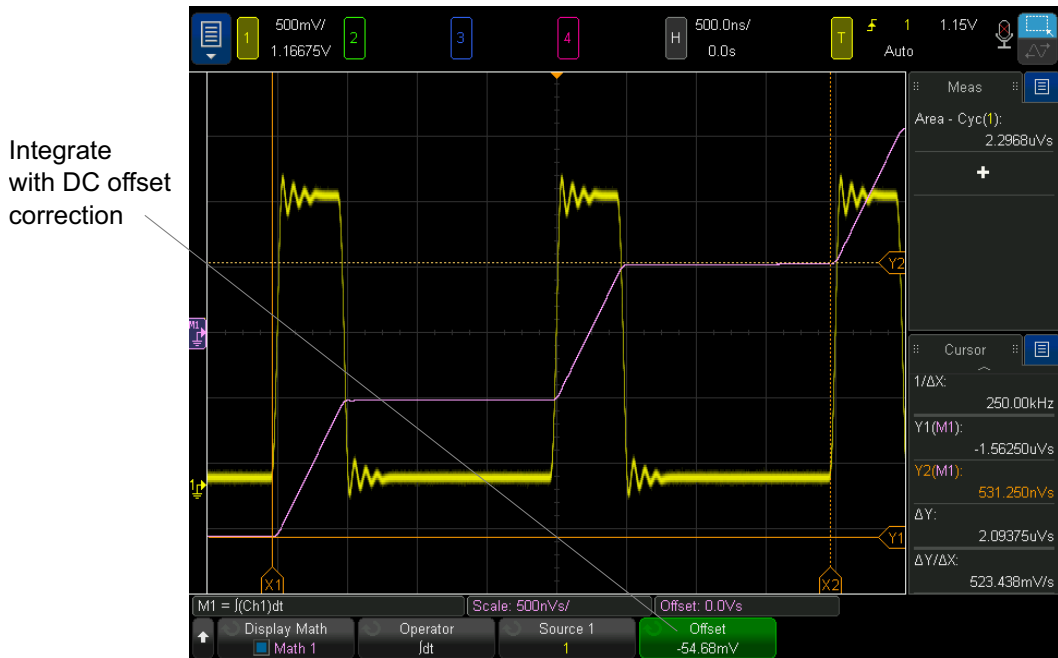 1
500mV/
1.16675V
2
3
4
H
500.0ns/
0.0s
T
1
1.15V
Auto
Integrate
with DC offset
correction
Meas
Area - Cyc(1):
2.2968uVs
Y2
M1
Cursor
1/ΔX:
250.00kHz
Y1(M1):
-1.56250uVs
Y2(M1):
531.250nVs
1
ΔY:
2.09375uVs
Y1
ΔY/ΔX:
523.438mV/s
X1
X2
M1 = ∫(Ch1)dt
Scale: 500nVs/
Offset: 0.0Vs
Display Math
Math 1
Operator
∫dt
Source 1
1
Offset
-54.68mV